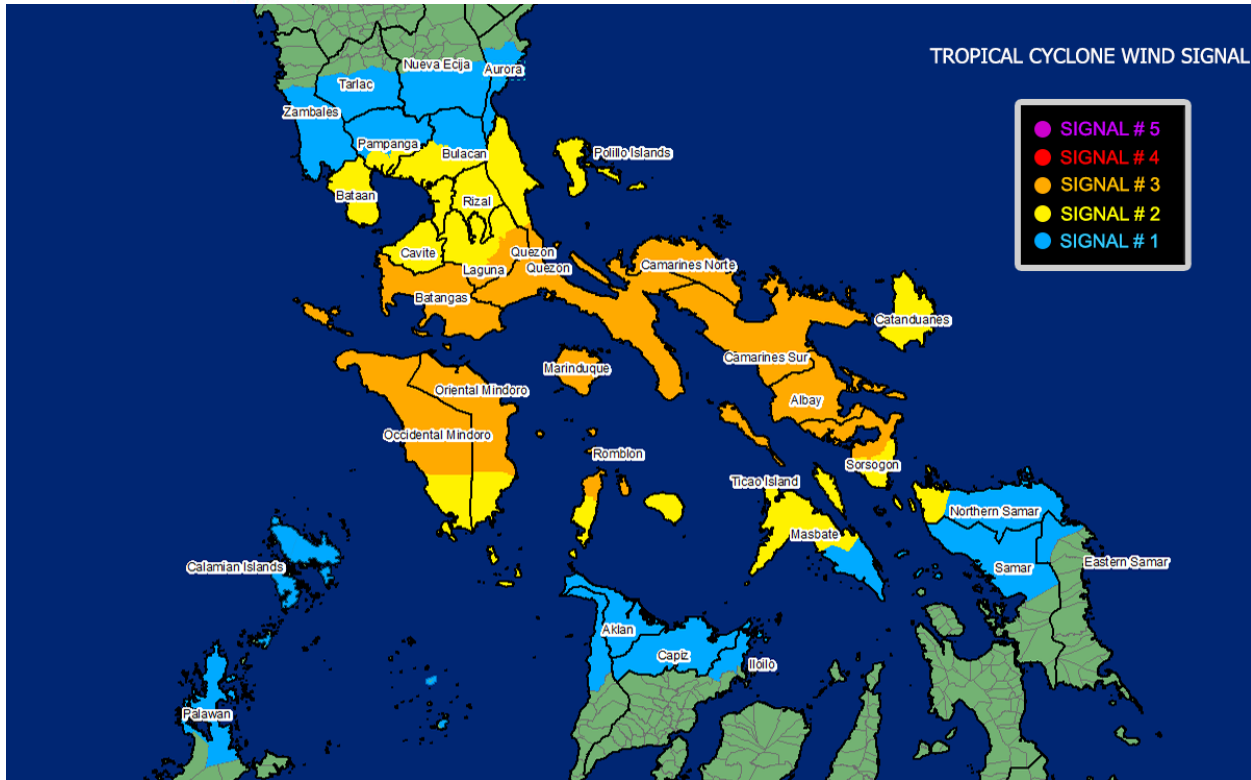 TROPICAL CYCLONE WIND SIGNAL
SIGNAL # 5
SIGNAL # 4
SIGNAL # 3
SIGNAL # 2
SIGNAL # 1
Nueva Ecija
Aurora
Tarlac
Zambales
Pampanga
Bulacan
Polillo Islands
Bataan
Rizal
Cavite
Quezon
Laguna
Quezon
Camarines Norte
Batangas
Catanduanes
Camarines Sur
Marinduque
Oriental Mindoro
Albay
Occidental Mindoro
Romblon
Sorsogon
Ticao Island
Northern Samar
Masbate
Calamian Islands
Samar
Eastern Samar
Aklan
Capiz
Iloilo
Palawan